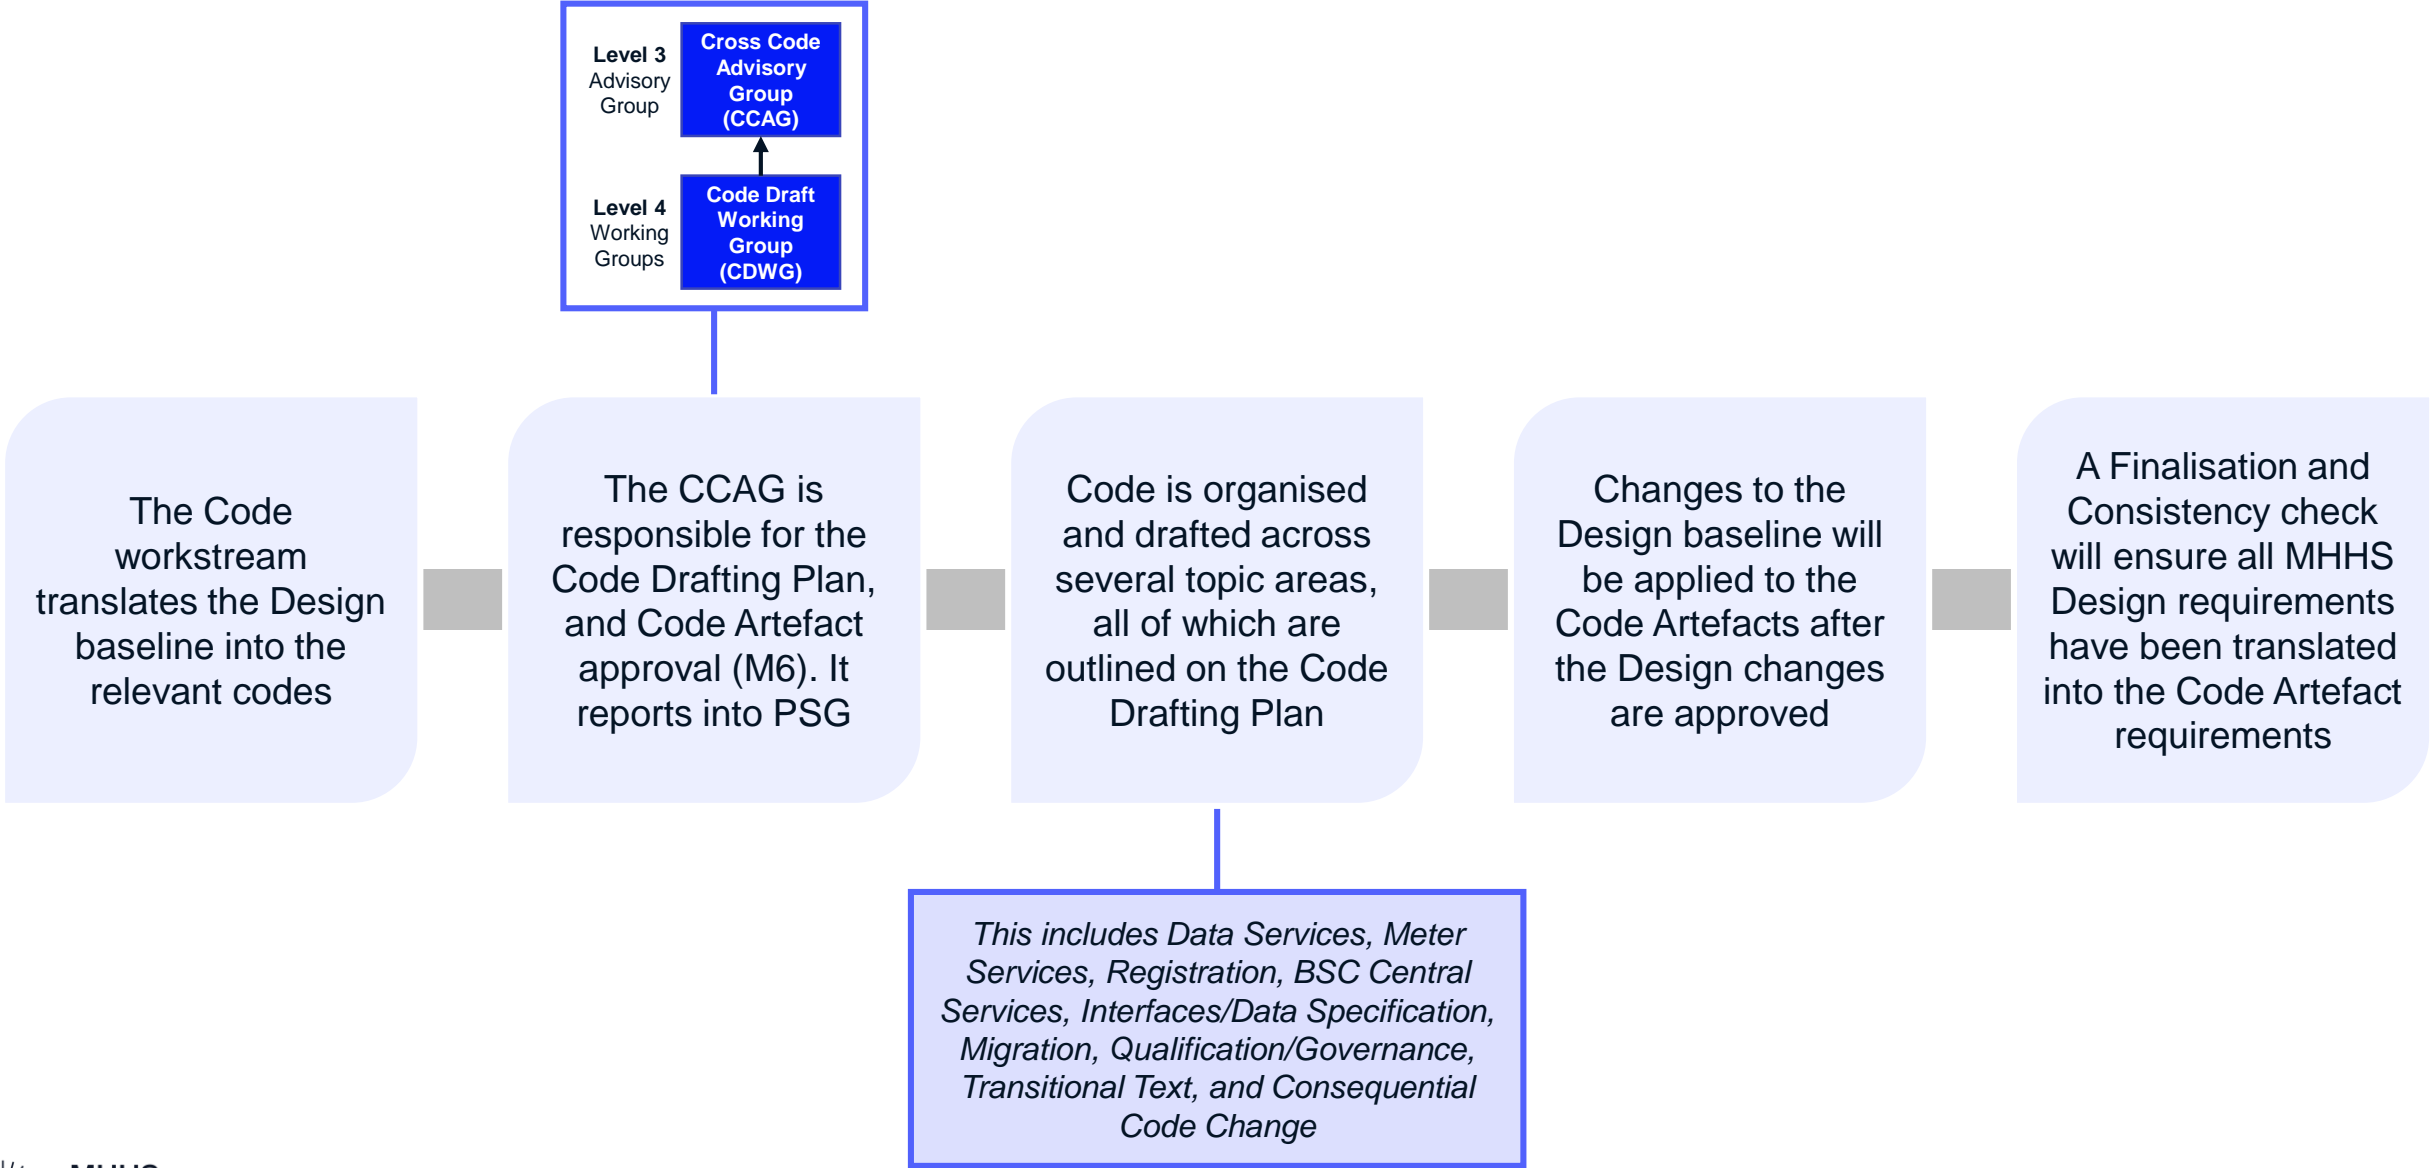 Level 3
Advisory
Group
Cross Code
Advisory
Group
(CCAG)
Level 4
Working
Groups
Code Draft
Working
Group
(CDWG)
The Code
workstream
translates the Design
baseline into the
relevant codes
The CCAG is
responsible for the
Code Drafting Plan,
and Code Artefact
approval (M6). It
reports into PSG
Code is organised
and drafted across
several topic areas,
all of which are
outlined on the Code
Drafting Plan
Changes to the
Design baseline will
be applied to the
Code Artefacts after
the Design changes
are approved
A Finalisation and
Consistency check
will ensure all MHHS
Design requirements
have been translated
into the Code Artefact
requirements
This includes Data Services, Meter
Services, Registration, BSC Central
Services, Interfaces/Data Specification,
Migration, Qualification/Governance,
Transitional Text, and Consequential
Code Change